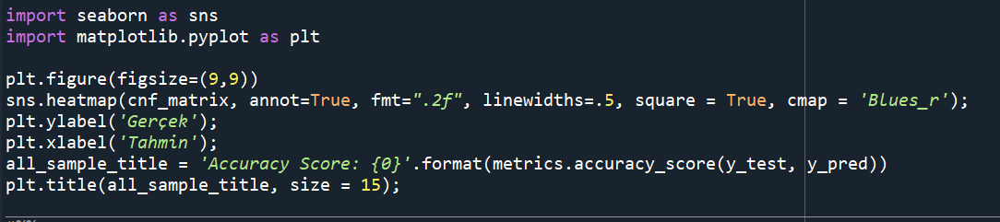 import seaborn as sns
import matplotlib.pyplot as plt
plt.figure(figsize=(9,9))
sns.heatmap(cnf_matrix, annot=True, fmt=".2f", linewidths=.5, square = True, cmap = 'Blues_r');
plt.ylabel('Gerçek');
plt.xlabel('Tahmin');
all_sample_title = 'Accuracy Score: {0}'.format(metrics.accuracy_score(y_test, y_pred))
plt.title(all_sample_title, size = 15);